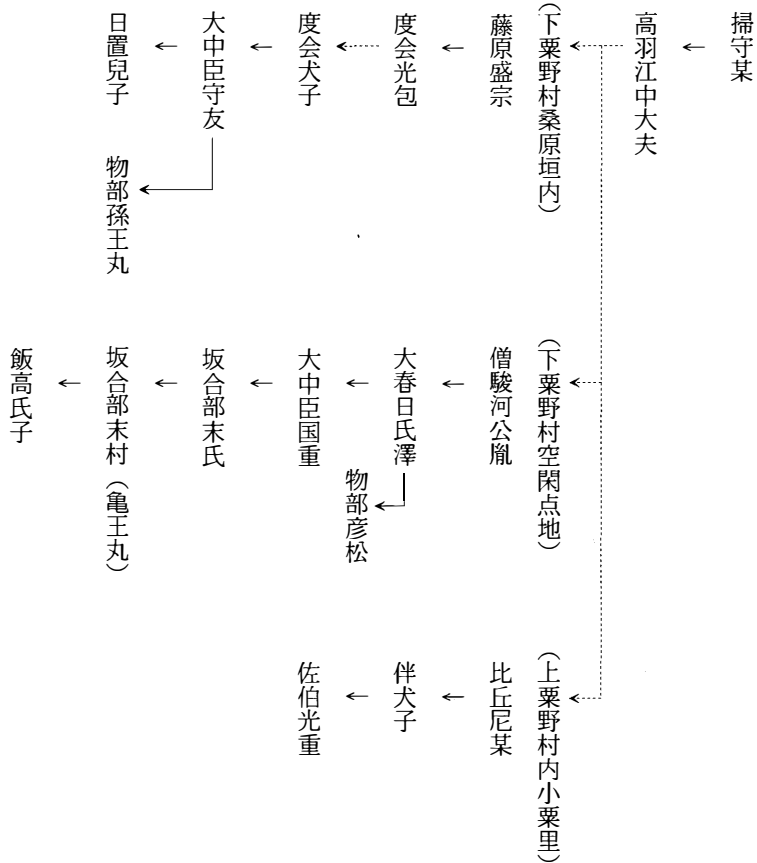 掃守某
高羽江中大夫
（下粟野村桑原垣内）
藤原盛宗
度会光包
度会犬子
大中臣守友
日置兒子
物部孫王丸
（下粟野村空閑点地）
僧駿河公胤
大春日氏澤
物部彦松
大中臣国重
坂合部末氏
坂合部末村（亀王丸）
飯高氏子
（上粟野村内小粟里）
比丘尼某
伴犬子
佐伯光重